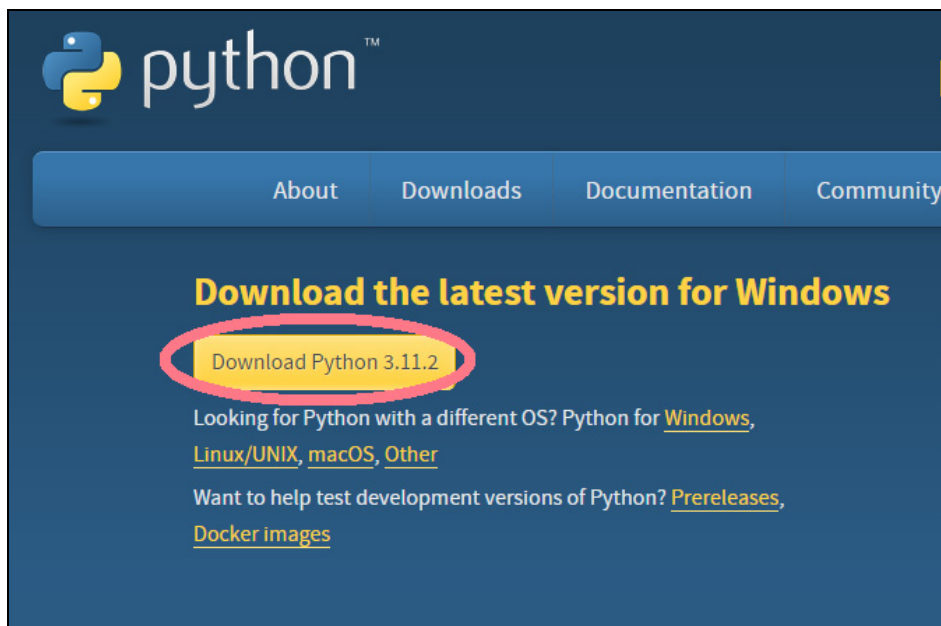 python™
About Downloads Documentation Community
Download the latest version for Windows
Download Python 3.11.2
Looking for Python with a different OS? Python for Windows,
Linux/UNIX, macOS, Other
Want to help test development versions of Python? Prereleases,
Docker images